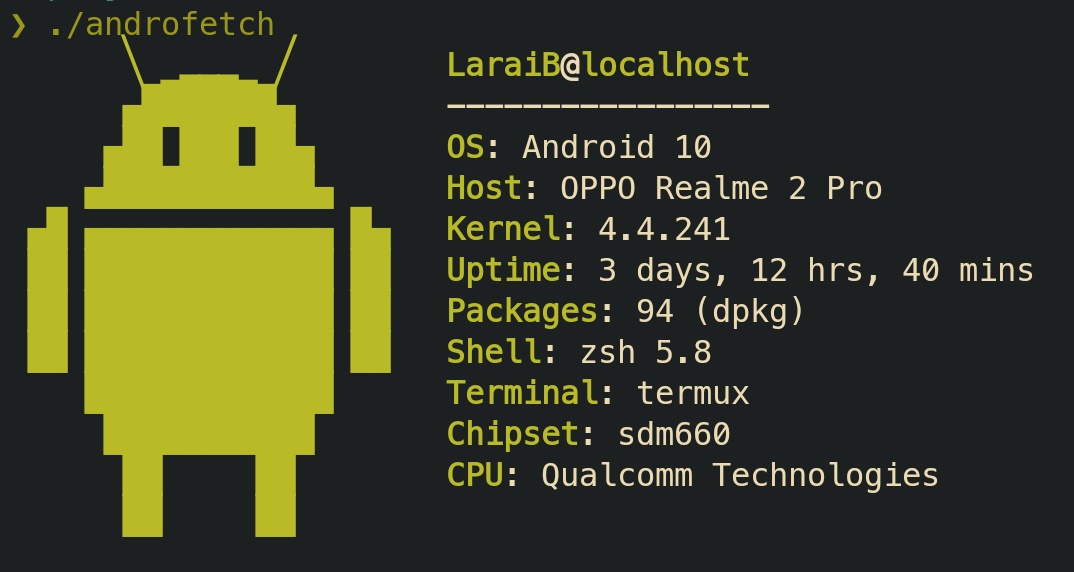 ❯ ./androfetch
LaraiB@localhost
-----------------
OS: Android 10
Host: OPPO Realme 2 Pro
Kernel: 4.4.241
Uptime: 3 days, 12 hrs, 40 mins
Packages: 94 (dpkg)
Shell: zsh 5.8
Terminal: termux
Chipset: sdm660
CPU: Qualcomm Technologies